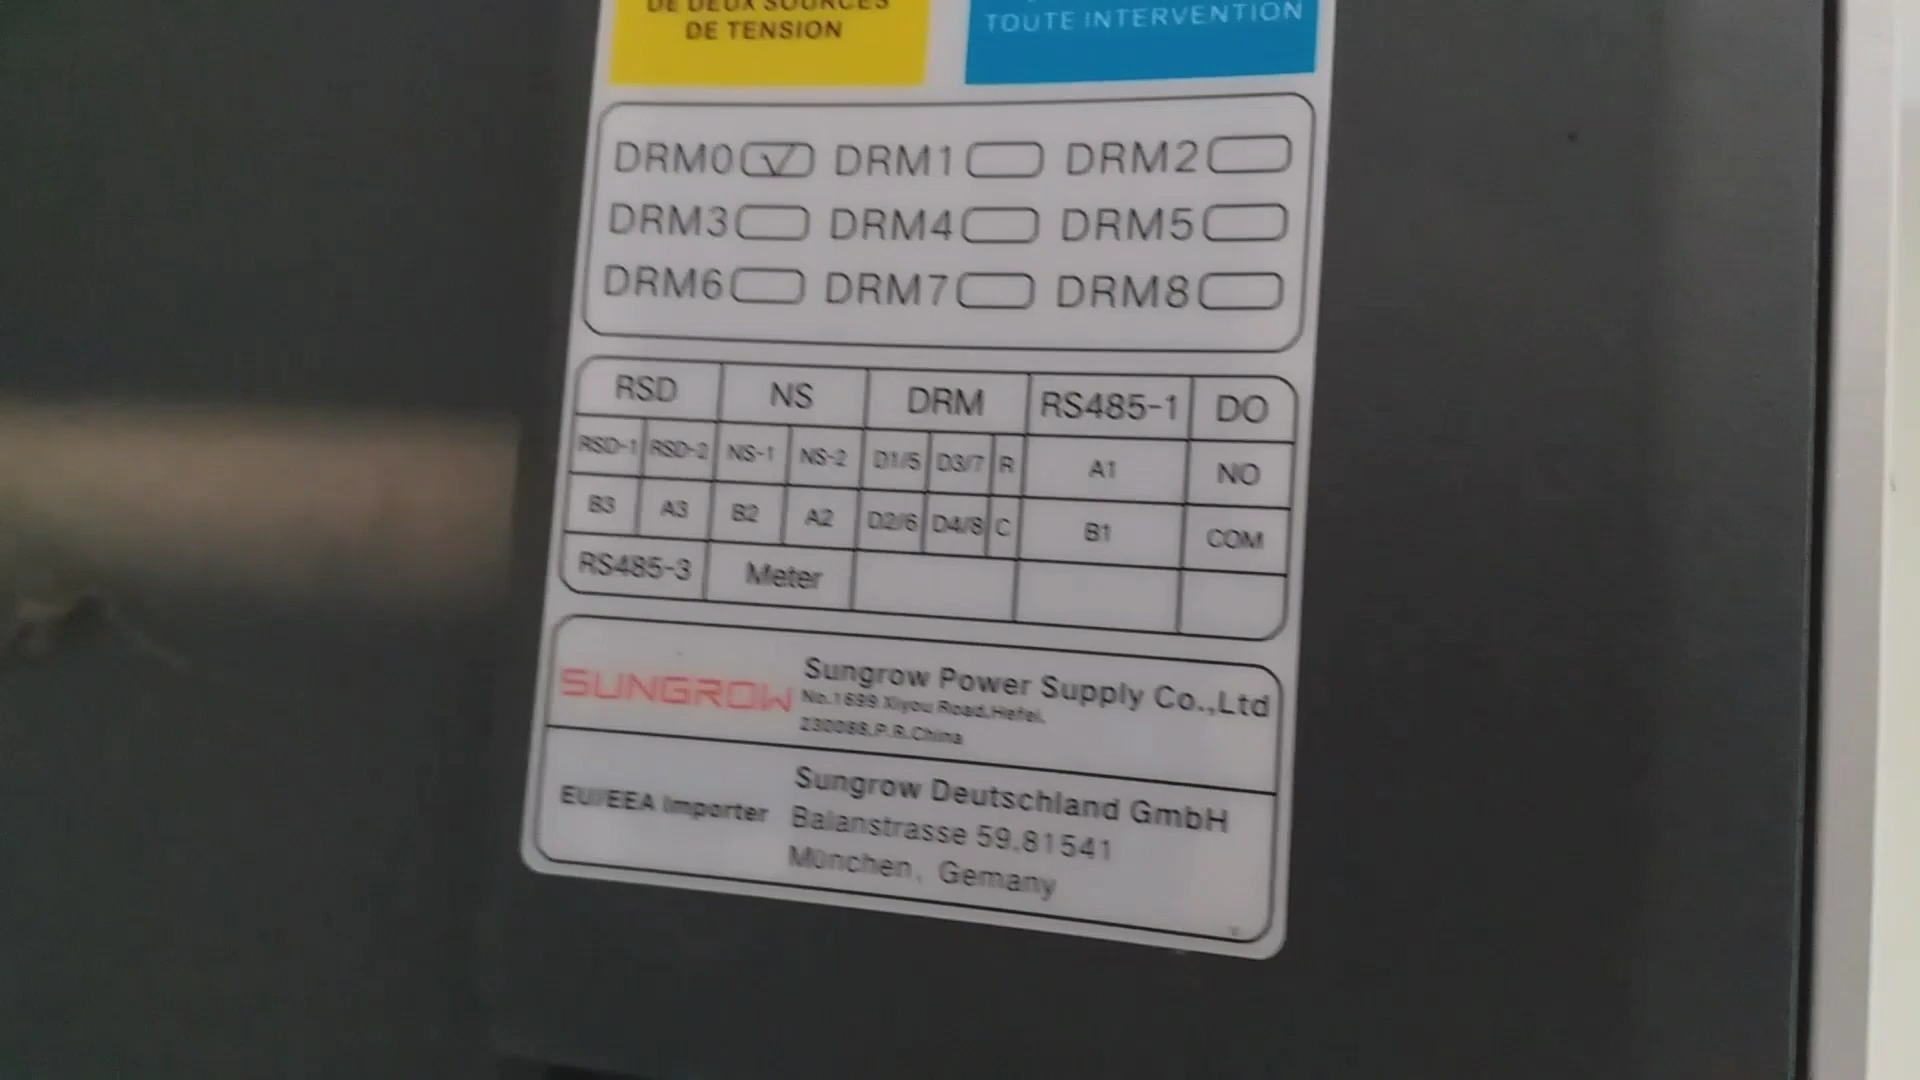 DE DEUX SOURCES
DE TENSION
TOUTE INTERVENTION
DRM0 DRM1 DRM2
DRM3 DRM4 DRM5
DRM6 DRM7 DRM8
RSD NS DRM RS485-1 DO
RSD-1 RSD-2 NS-1 NS-2 D1/5 D3/7 R A1 NO
B3 A3 B2 A2 D2/6 D4/8 C B1 COM
RS485-3 Meter
SUNGROW
Sungrow Power Supply Co.,Ltd
No.1699 Xiyou Road,Hefei,
230088,P.R.China
EU/EEA Importer
Sungrow Deutschland GmbH
Balanstrasse 59,81541
München, Gemany